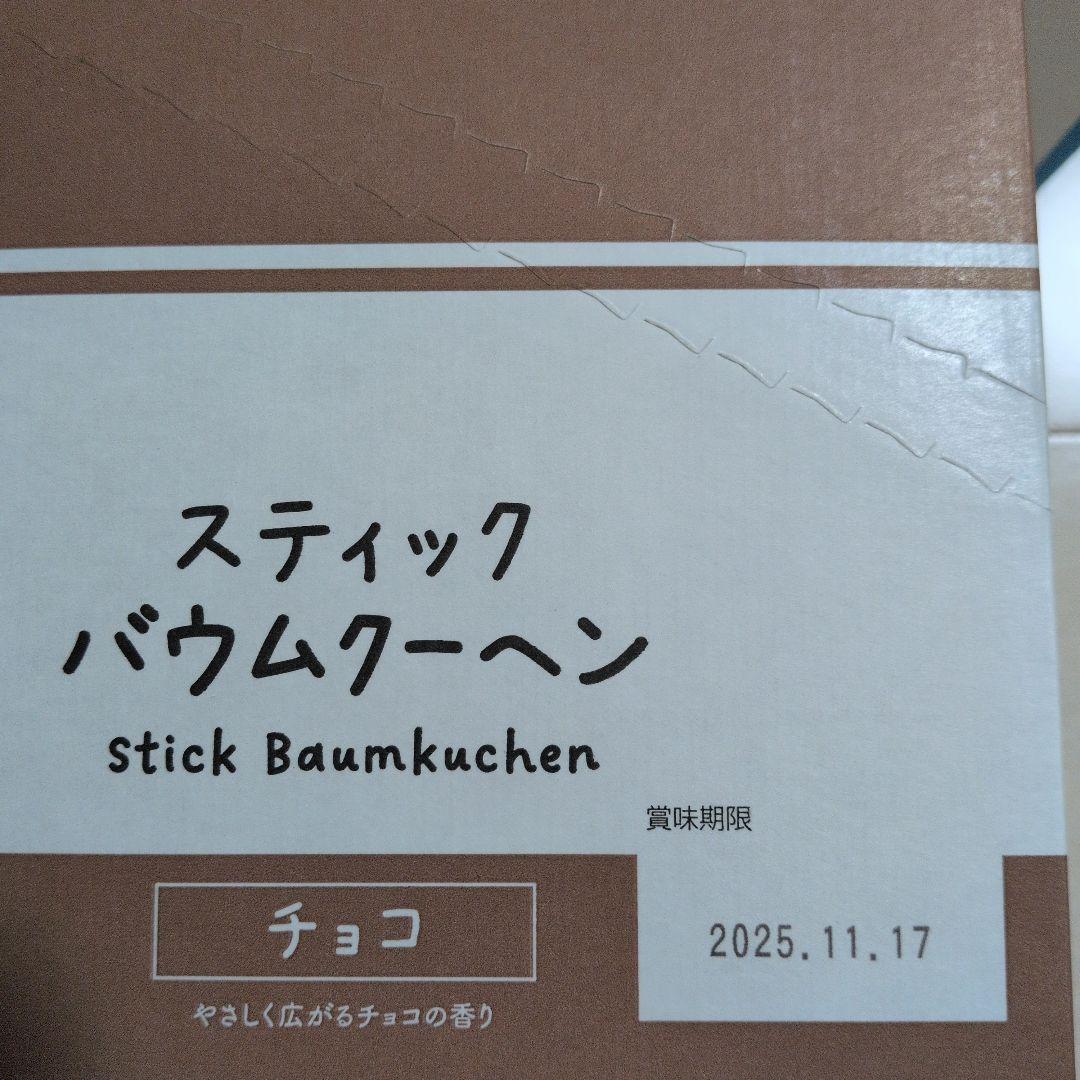 スティック
バウムクーヘン
Stick Baumkuchen
賞味期限
チョコ
2025.11.17
やさしく広がるチョコの香り